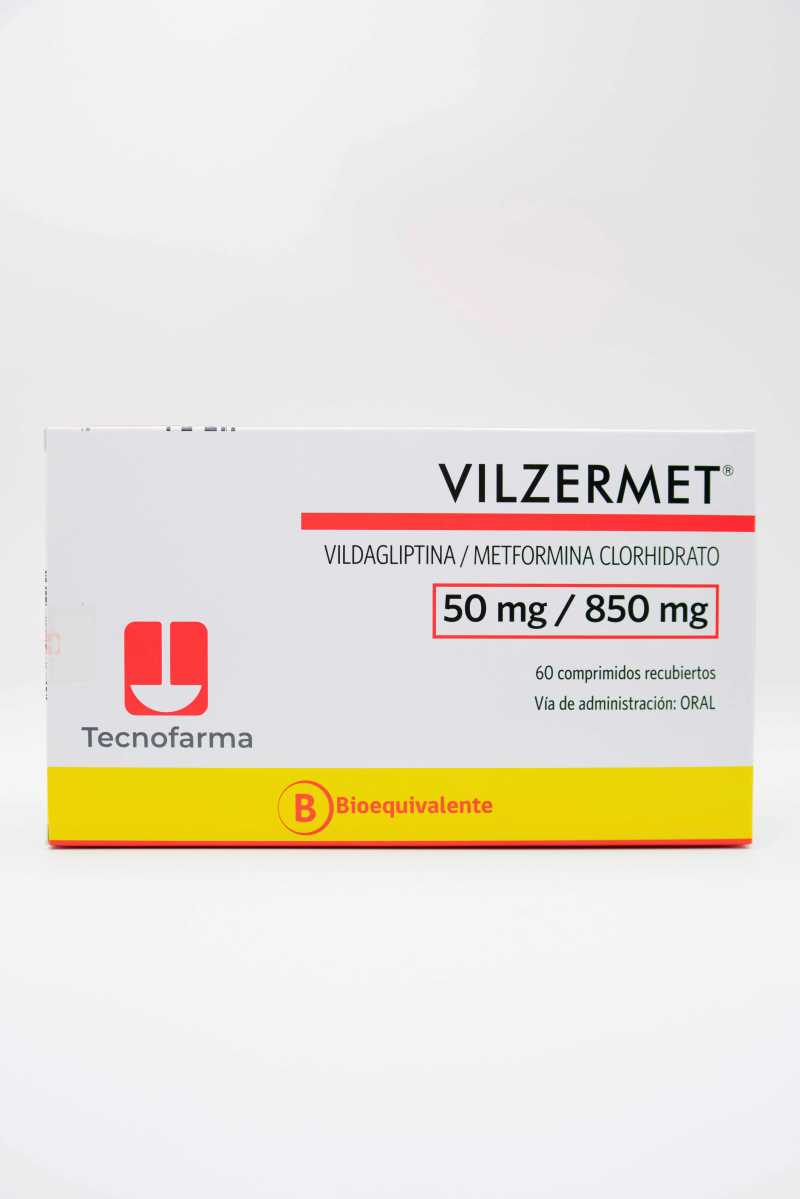 VILZERMET®
VILDAGLIPTINA / METFORMINA CLORHIDRATO
50 mg / 850 mg
60 comprimidos recubiertos
Vía de administración: ORAL
Tecnofarma
B Bioequivalente